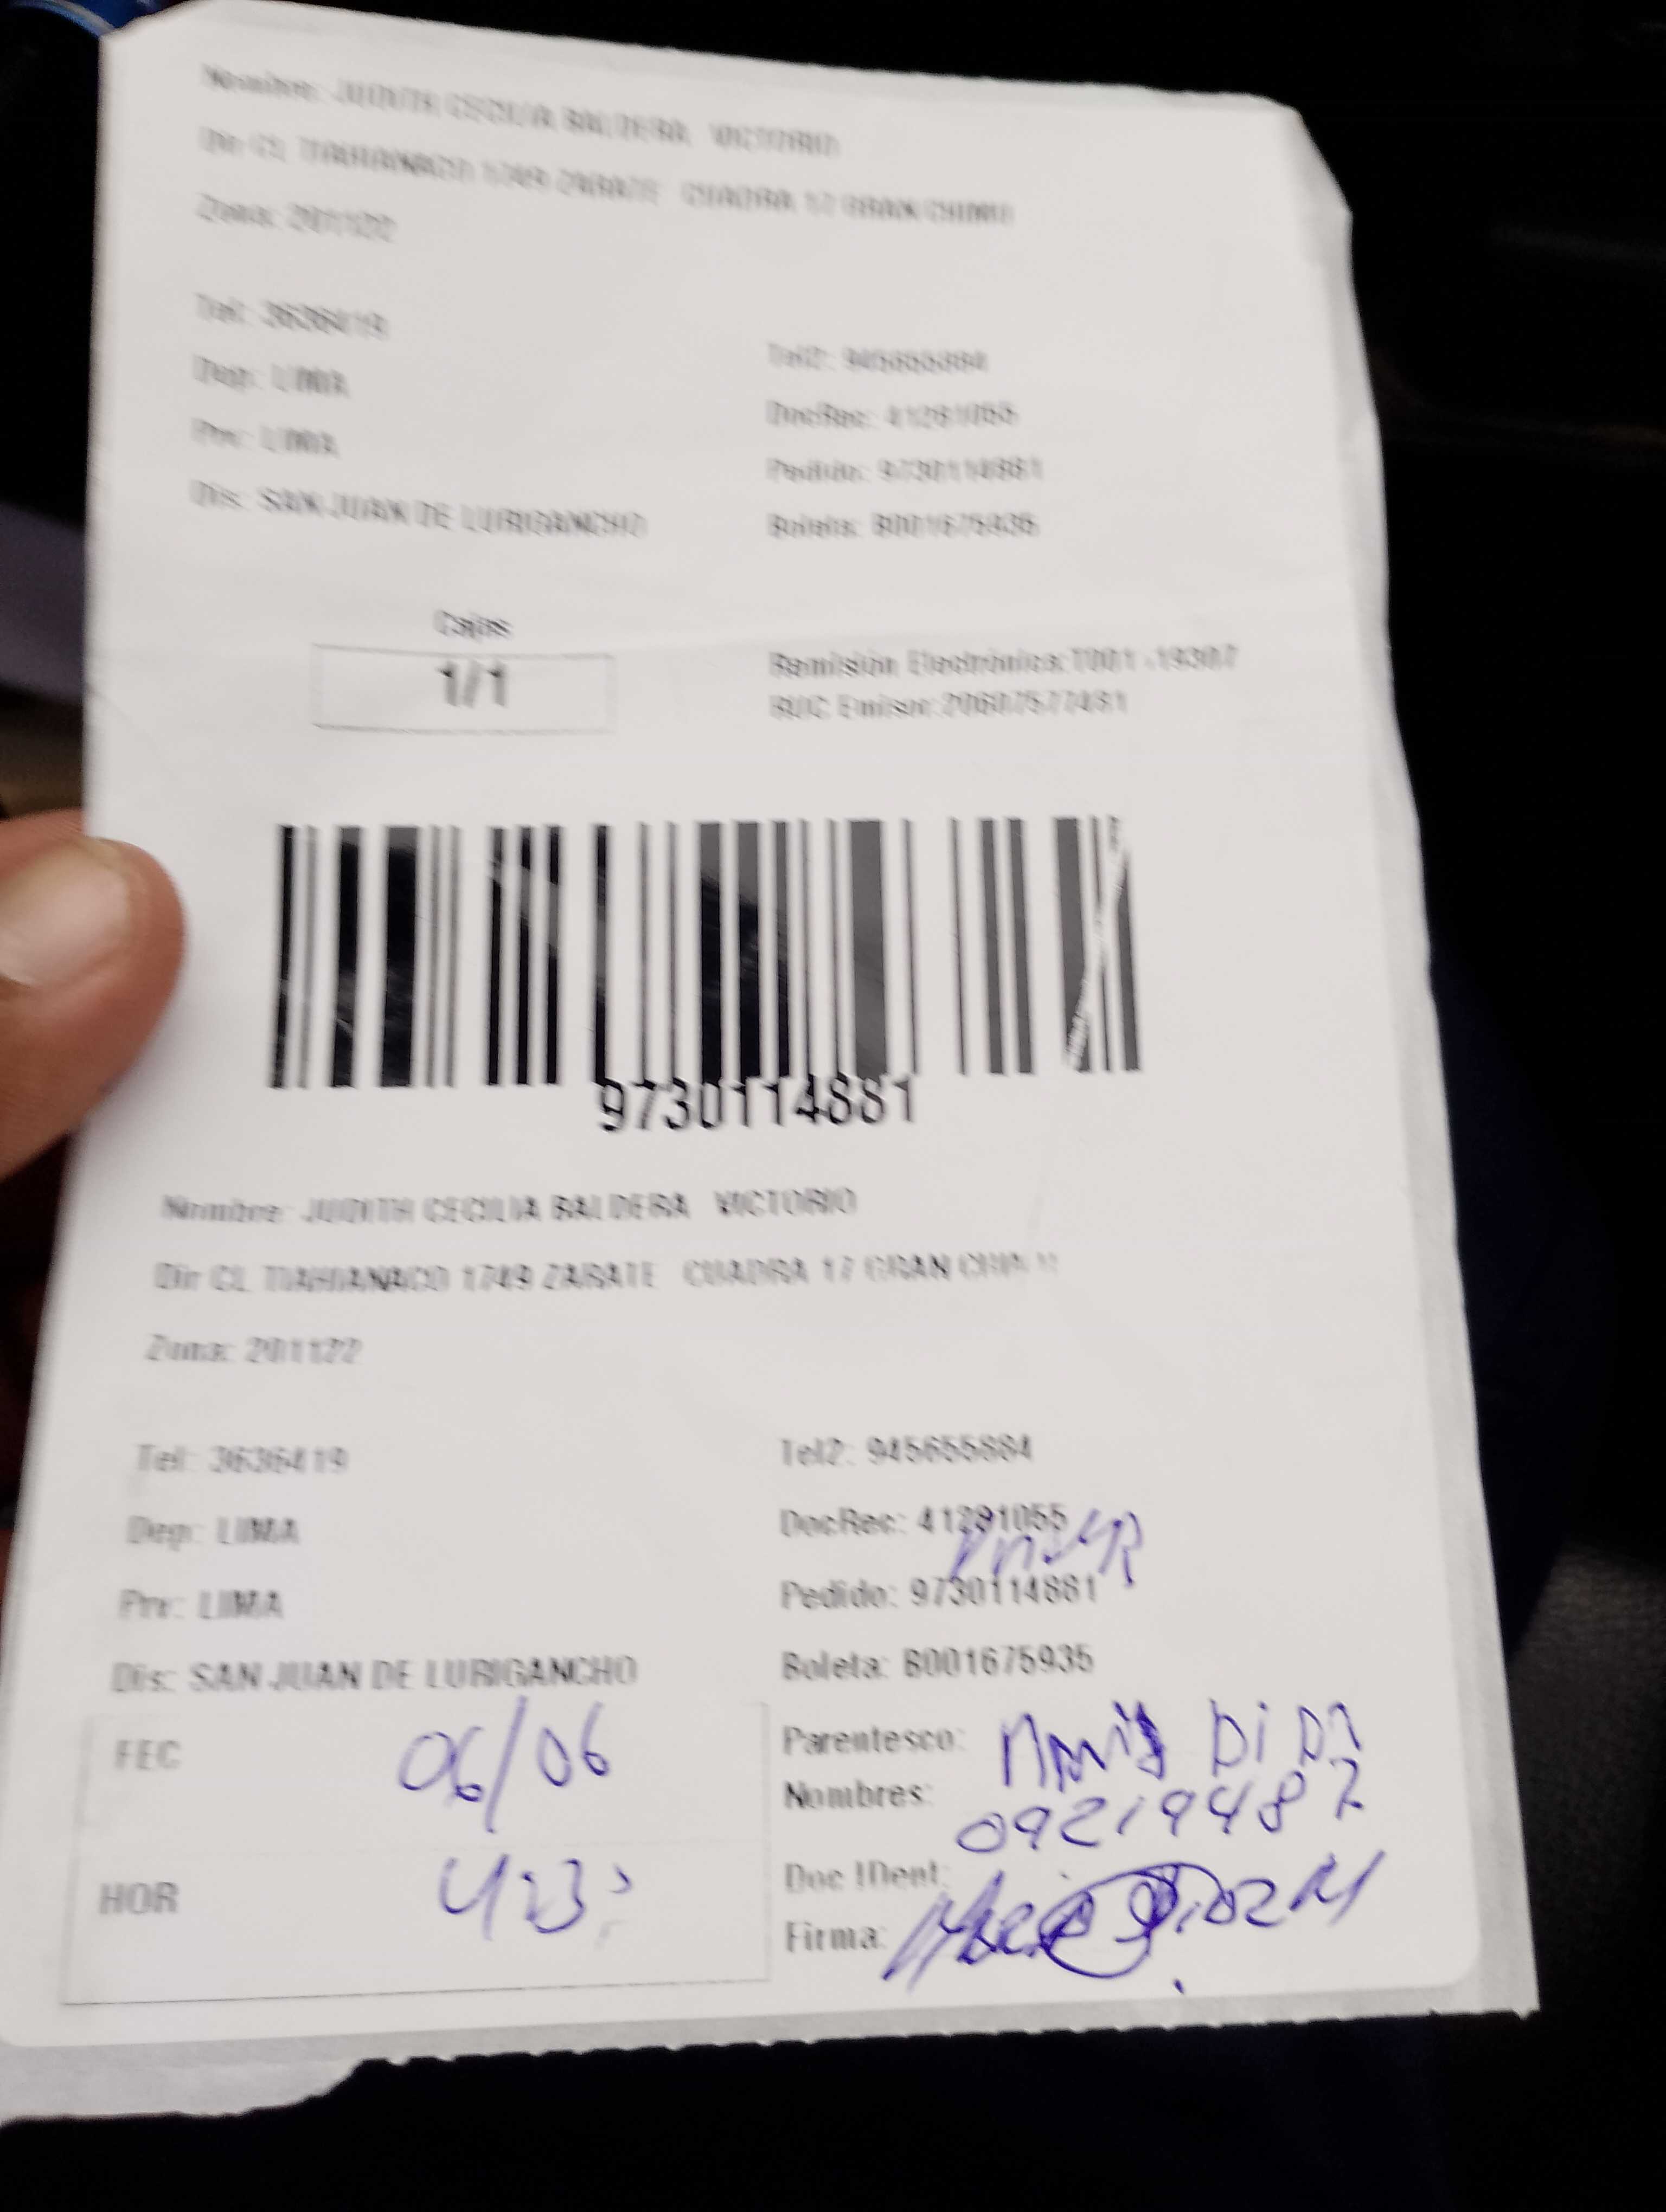 Nombre: JUDITH CECILIA BALDERA VICTORIO
Dir CL TIAHIANACO 1749 ZARATE CUADRA 17 GRAN CHIMU
Zona: 201122
Tel: 3636419
Tel2: 945655884
Dep: LIMA
DocRec: 41281055
Prv: LIMA
Pedido: 9730114881
Dis: SAN JUAN DE LURIGANCHO
Boleta: B001675935
Cajas
1/1
Remisión Electrónica:T001-19307
RUC Emisor:20607577481
9730114881
Nombre: JUDITH CECILIA BALDERA VICTORIO
Dir CL TIAHIANACO 1749 ZARATE CUADRA 17 GRAN
Zona: 201122
Tel: 3636419
Tel2: 945655884
Dep: LIMA
DocRec: 41281055
Prv: LIMA
Pedido: 9730114881
Dis: SAN JUAN DE LURIGANCHO
Boleta: B001675935
FEC 06/06
Parentesco:
Nombres:
09219487
HOR
Doc IDent:
Firma: